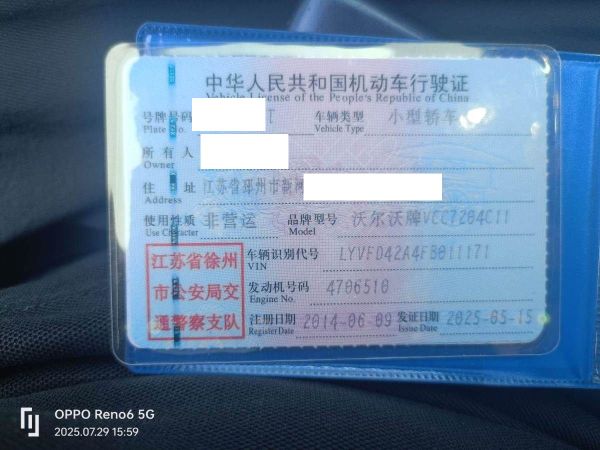 中华人民共和国机动车行驶证
Vehicle License of the People's Republic of China
号牌号码 车辆类型 小型轿车
Plate No. Vehicle Type
所有人
Owner
住址 江苏省邳州市新
Address
使用性质 非营运 品牌型号 沃尔沃牌VCC7204C11
Use Character Model
江苏省徐州
市公安局交
通警察支队
车辆识别代号 LYVFD42A4FB011171
VIN
发动机号码 4706510
Engine No.
注册日期 2014-06-09 发证日期 2025-05-15
Register Date Issue Date
OPPO Reno6 5G
2025.07.29 15:59